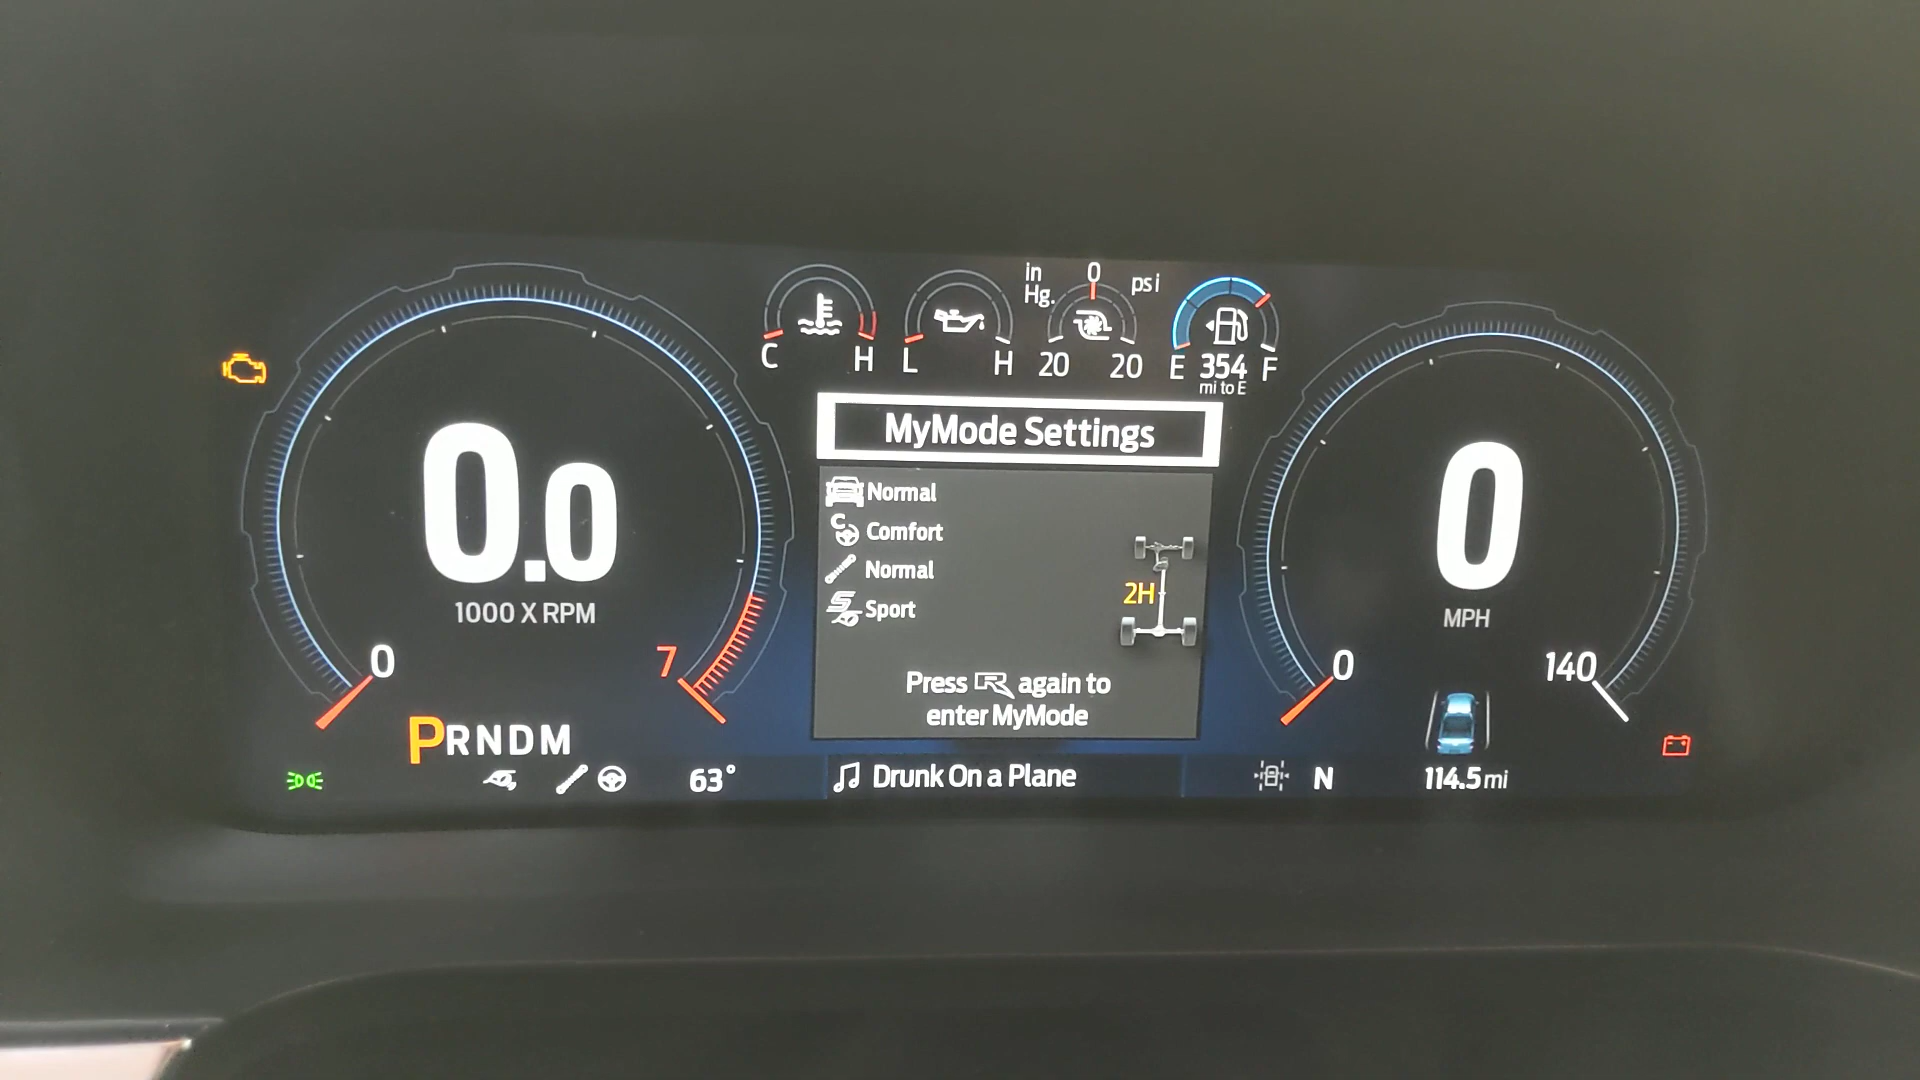 in
Hg.
0
psi
C
H
L
H
20
20
E
354
F
mi to E
MyMode Settings
Normal
C
Comfort
Normal
S
Sport
2H
Press R again to
enter MyMode
0.0
1000 X RPM
0
7
PRNDM
63°
Drunk On a Plane
0
MPH
0
140
N
114.5 mi